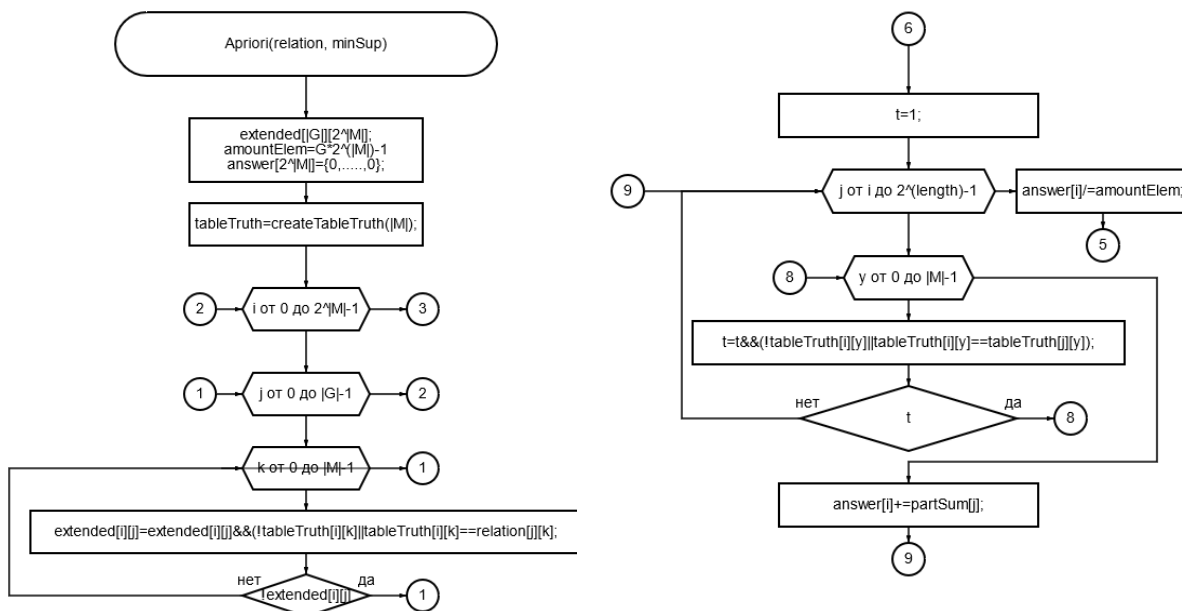 Apriori(relation, minSup)
extended[|G|][2^|M|];
amountElem=G*2^(|M|)-1
answer[2^|M|]={0,.....,0};
tableTruth=createTableTruth(|M|);
2
i от 0 до 2^|M|-1
3
1
j от 0 до |G|-1
2
k от 0 до |M|-1
1
extended[i][j]=extended[i][j]&&(!tableTruth[i][k]||tableTruth[i][k]==relation[j][k];
нет
да
!extended[i][j]
1
6
t=1;
9
j от i до 2^(length)-1
answer[i]/=amountElem;
5
8
y от 0 до |M|-1
t=t&&(!tableTruth[i][y]||tableTruth[i][y]==tableTruth[j][y]);
нет
да
t
8
answer[i]+=partSum[j];
9